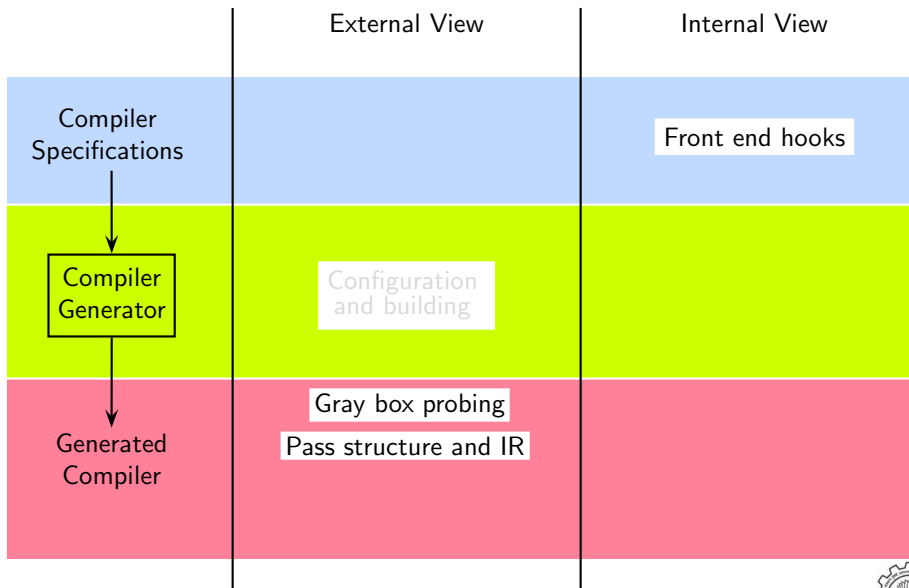 External View
Internal View
Compiler
Specifications
Front end hooks
Compiler
Generator
Configuration
and building
Gray box probing
Pass structure and IR
Generated
Compiler